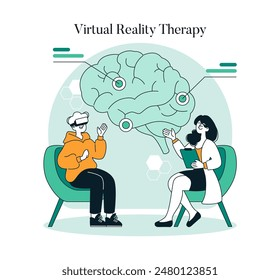 Virtual Reality Therapy
shutterstock.com · 2480123851